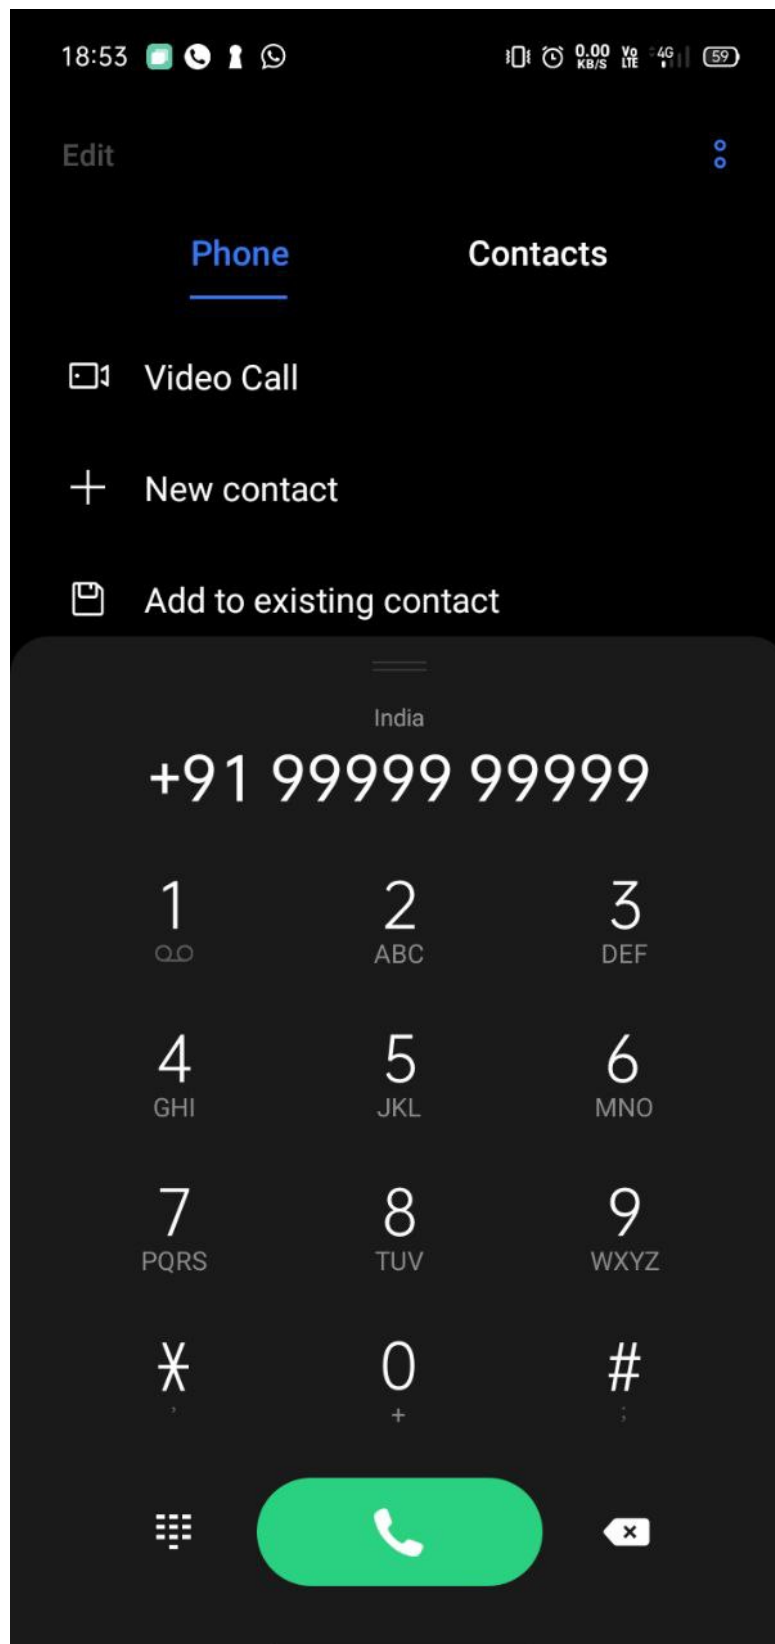 18:53 0.00 KB/S Vo LTE 4G 59
Edit
Phone Contacts
Video Call
New contact
Add to existing contact
India
+91 99999 99999
1 2 3
ABC DEF
4 5 6
GHI JKL MNO
7 8 9
PQRS TUV WXYZ
* 0 #
, + ;